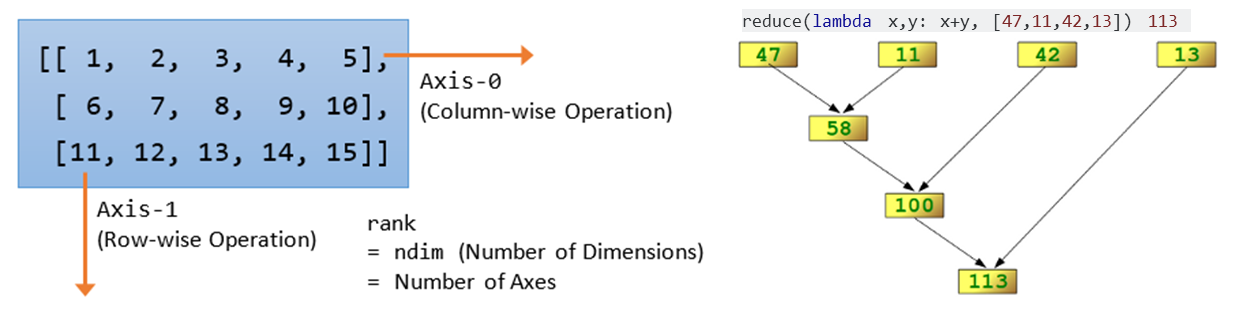 [[ 1, 2, 3, 4, 5],
[ 6, 7, 8, 9, 10],
[11, 12, 13, 14, 15]]
Axis-0
(Column-wise Operation)
Axis-1
(Row-wise Operation)
rank
= ndim (Number of Dimensions)
= Number of Axes
reduce(lambda x,y: x+y, [47,11,42,13]) 113
47 11 42 13
58
100
113